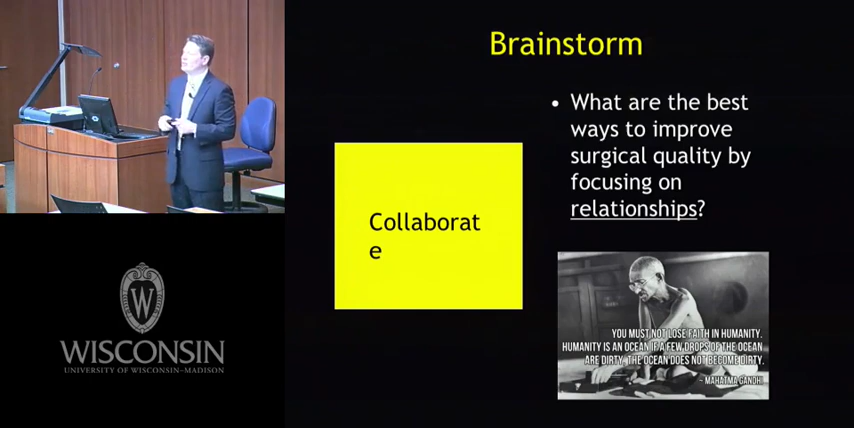 Brainstorm
• What are the best
ways to improve
surgical quality by
focusing on
relationships?
Collaborat
e
YOU MUST NOT LOSE FAITH IN HUMANITY.
HUMANITY IS AN OCEAN. IF A FEW DROPS OF THE OCEAN
ARE DIRTY, THE OCEAN DOES NOT BECOME DIRTY.
~ MAHATMA GANDHI
W
WISCONSIN
UNIVERSITY OF WISCONSIN–MADISON